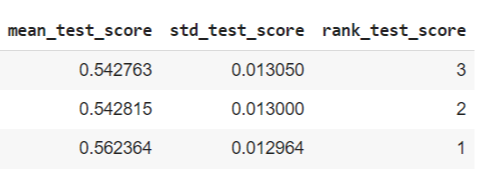 mean_test_score std_test_score rank_test_score
0.542763 0.013050 3
0.542815 0.013000 2
0.562364 0.012964 1